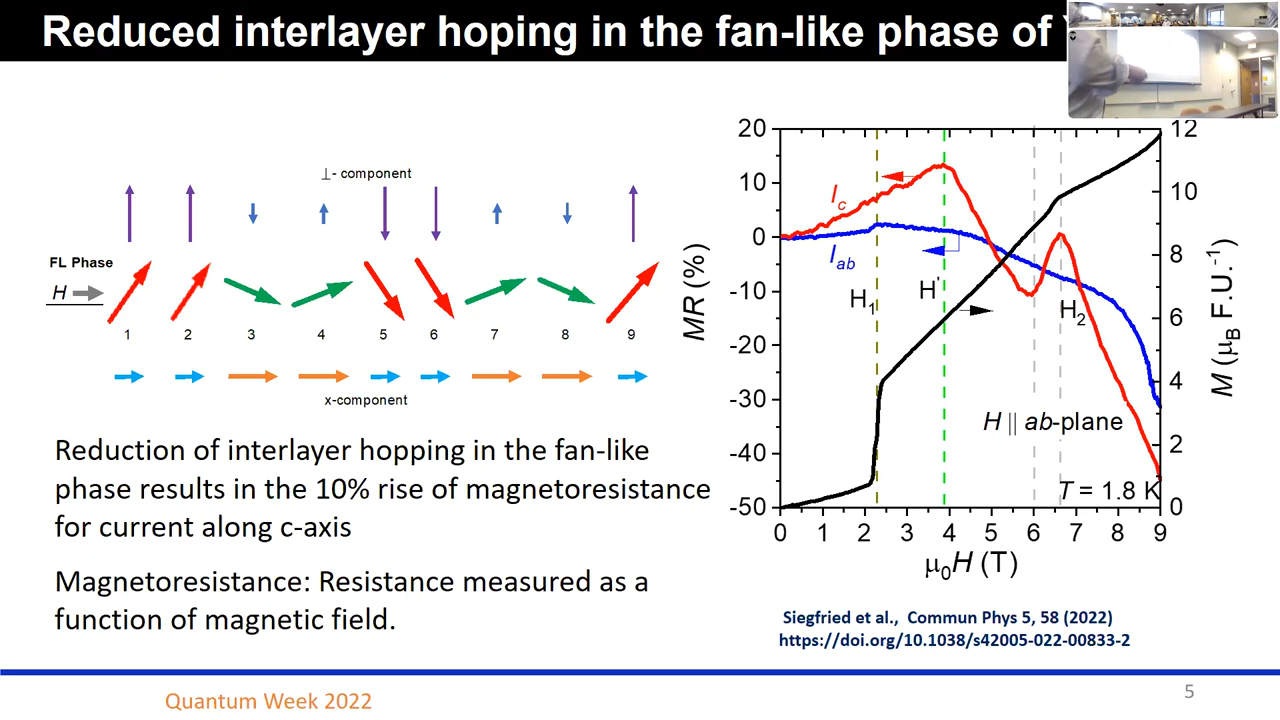 Reduced interlayer hoping in the fan-like phase of
⊥- component
FL Phase
H
1 2 3 4 5 6 7 8 9
x-component
Reduction of interlayer hopping in the fan-like
phase results in the 10% rise of magnetoresistance
for current along c-axis
Magnetoresistance: Resistance measured as a
function of magnetic field.
20
10
0
-10
-20
-30
-40
-50
MR (%)
I_c
I_ab
H₁
H'
H₂
H || ab-plane
T = 1.8 K
12
10
8
6
4
2
0
M (μ_B F.U.⁻¹)
0 1 2 3 4 5 6 7 8 9
μ₀H (T)
Siegfried et al., Commun Phys 5, 58 (2022)
https://doi.org/10.1038/s42005-022-00833-2
Quantum Week 2022
5